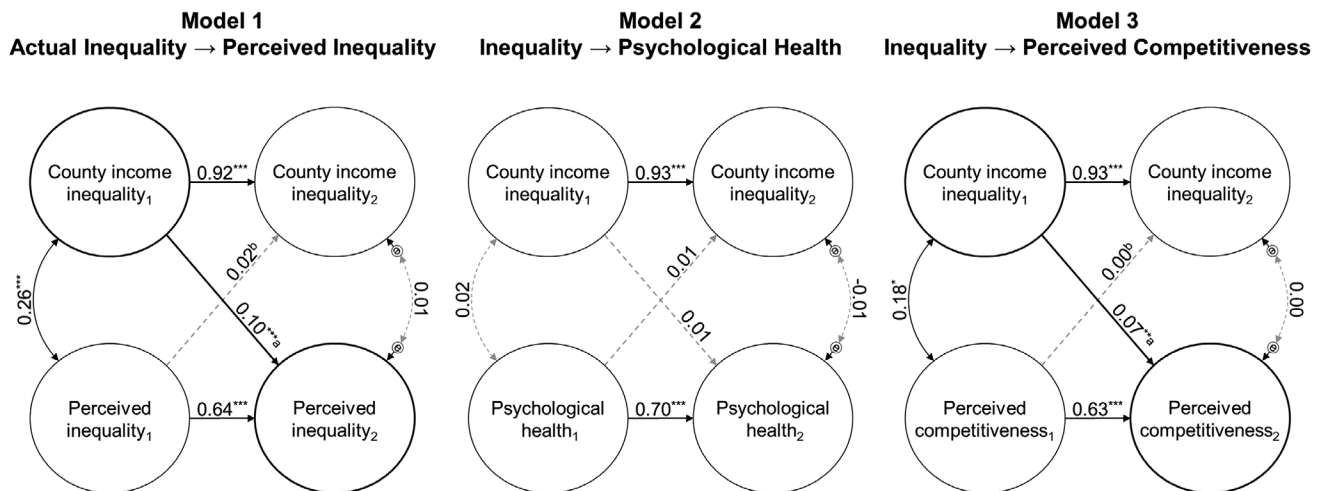 Model 1
Actual Inequality → Perceived Inequality
County income
inequality₁
0.92***
County income
inequality₂
0.26***
0.02ᵇ
0.10***a
0.01
e
e
Perceived
inequality₁
0.64***
Perceived
inequality₂
Model 2
Inequality → Psychological Health
County income
inequality₁
0.93***
County income
inequality₂
0.02
0.01
0.01
-0.01
e
e
Psychological
health₁
0.70***
Psychological
health₂
Model 3
Inequality → Perceived Competitiveness
County income
inequality₁
0.93***
County income
inequality₂
0.18*
0.00ᵇ
0.07**a
0.00
e
e
Perceived
competitiveness₁
0.63***
Perceived
competitiveness₂